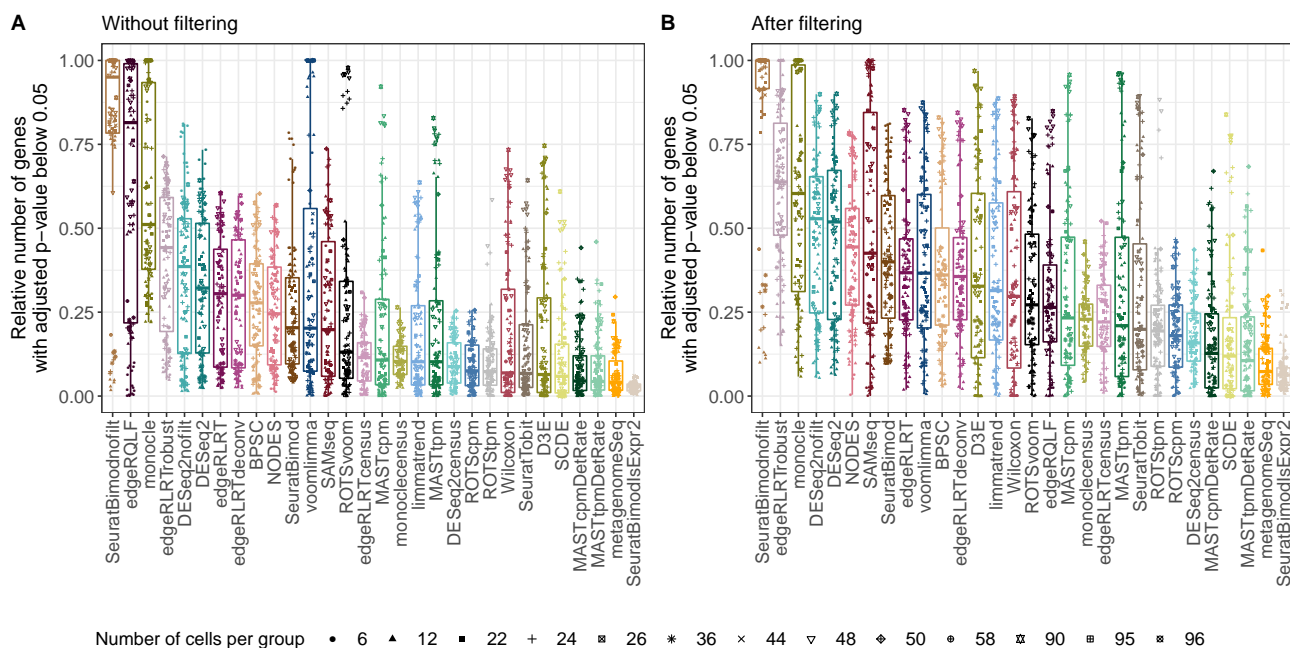 A Without filtering
Relative number of genes
with adjusted p-value below 0.05
1.00
0.75
0.50
0.25
0.00
SeuratBimodnofilt
edgeRQLF
monocle
edgeRLRTrobust
DESeq2nofilt
DESeq2
edgeRLRT
edgeRLRTdeconv
BPSC
NODES
SeuratBimod
voomlimma
SAMseq
ROTSvoom
edgeRLRTcensus
MASTcpm
monoclecensus
limmatrend
MASTtpm
DESeq2census
ROTScpm
ROTStpm
Wilcoxon
SeuratTobit
D3E
SCDE
MASTcpmDetRate
MASTtpmDetRate
metagenomeSeq
SeuratBimodIsExpr2
B After filtering
Relative number of genes
with adjusted p-value below 0.05
1.00
0.75
0.50
0.25
0.00
SeuratBimodnofilt
edgeRLRTrobust
monocle
DESeq2nofilt
DESeq2
NODES
SAMseq
SeuratBimod
edgeRLRT
voomlimma
BPSC
edgeRLRTdeconv
D3E
limmatrend
Wilcoxon
ROTSvoom
edgeRQLF
MASTcpm
monoclecensus
edgeRLRTcensus
MASTtpm
SeuratTobit
ROTStpm
ROTScpm
DESeq2census
MASTcpmDetRate
SCDE
MASTtpmDetRate
metagenomeSeq
SeuratBimodIsExpr2
Number of cells per group 6 12 22 24 26 36 44 48 50 58 90 95 96